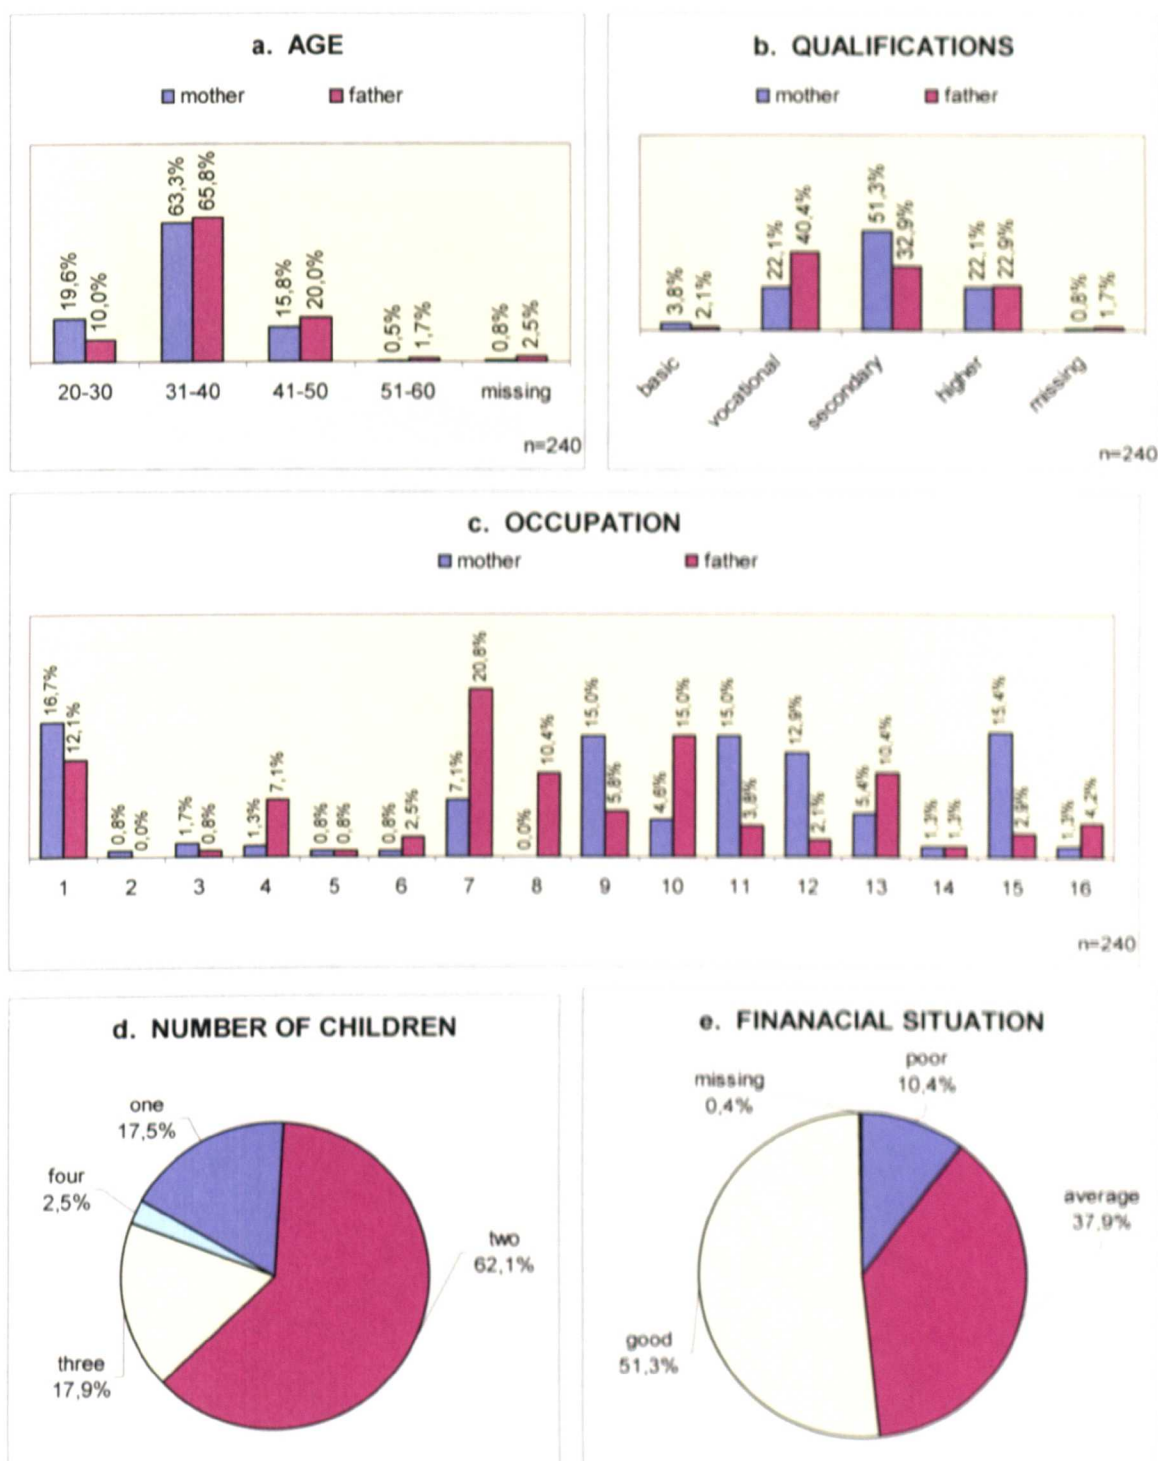 a. AGE
mother father
19,6% 10,0% 63,3% 65,8% 15,8% 20,0% 0,5% 1,7% 0,8% 2,5%
20-30 31-40 41-50 51-60 missing
n=240
b. QUALIFICATIONS
mother father
3,8% 2,1% 22,1% 40,4% 51,3% 32,9% 22,1% 22,9% 0,8% 1,7%
basic vocational secondary higher missing
n=240
c. OCCUPATION
mother father
16,7% 12,1% 0,8% 0,0% 1,7% 0,8% 1,3% 7,1% 0,8% 0,8% 0,8% 2,5% 7,1% 20,8% 0,0% 10,4% 15,0% 5,8% 4,6% 15,0% 15,0% 3,8% 12,9% 2,1% 5,4% 10,4% 1,3% 1,3% 15,4% 2,9% 1,3% 4,2%
1 2 3 4 5 6 7 8 9 10 11 12 13 14 15 16
n=240
d. NUMBER OF CHILDREN
one
17,5%
four
2,5%
two
62,1%
three
17,9%
e. FINANACIAL SITUATION
poor
10,4%
missing
0,4%
average
37,9%
good
51,3%